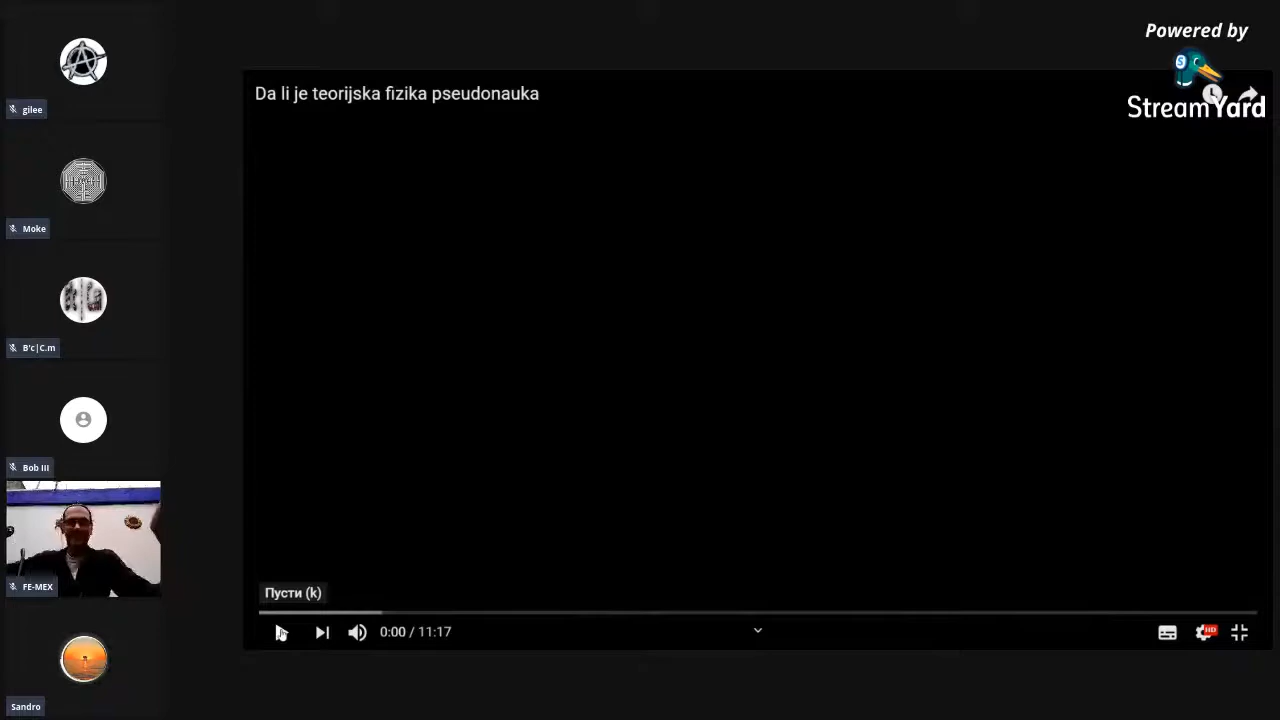 Powered by
StreamYard
Da li je teorijska fizika pseudonauka
gilee
Moke
B'c|C.m
Bob III
FE-MEX
Sandro
Пусти (k)
0:00 / 11:17
HD